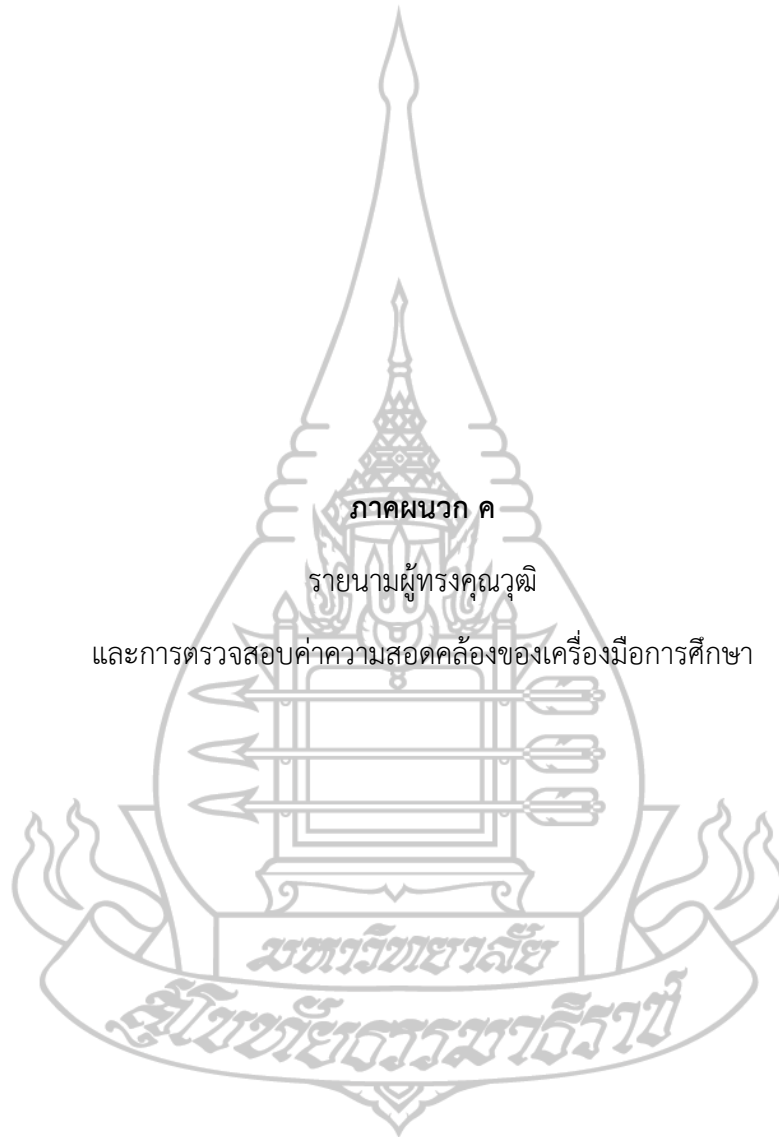 ภาคผนวก ค
รายนามผู้ทรงคุณวุฒิ
และการตรวจสอบค่าความสอดคล้องของเครื่องมือการศึกษา
มหาวิทยาลัย
สุโขทัยธรรมาธิราช